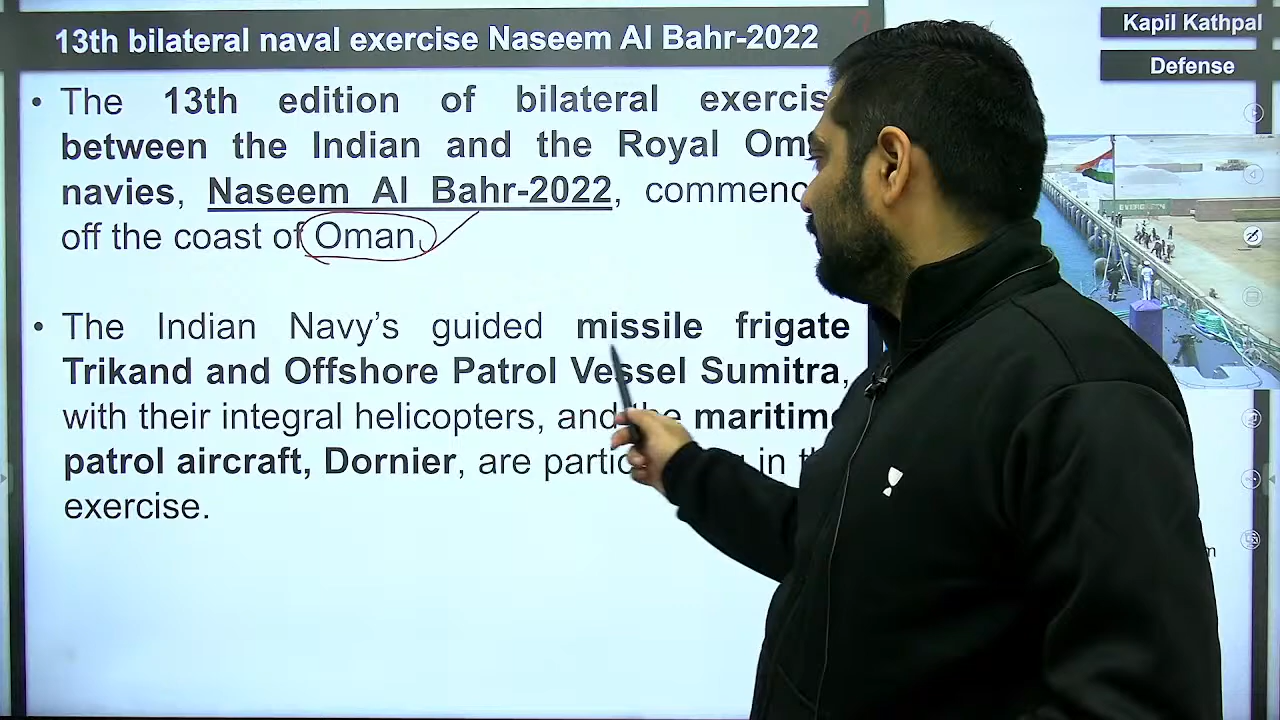 13th bilateral naval exercise Naseem Al Bahr-2022
Kapil Kathpal
Defense
• The 13th edition of bilateral
between the Indian and the Royal
navies, Naseem Al Bahr-2022,
off the coast of Oman.
• The Indian Navy's guided missile frigate
Trikand and Offshore Patrol Vessel Sumitra,
with their integral helicopters, and the
patrol aircraft, Dornier, are in
exercise.